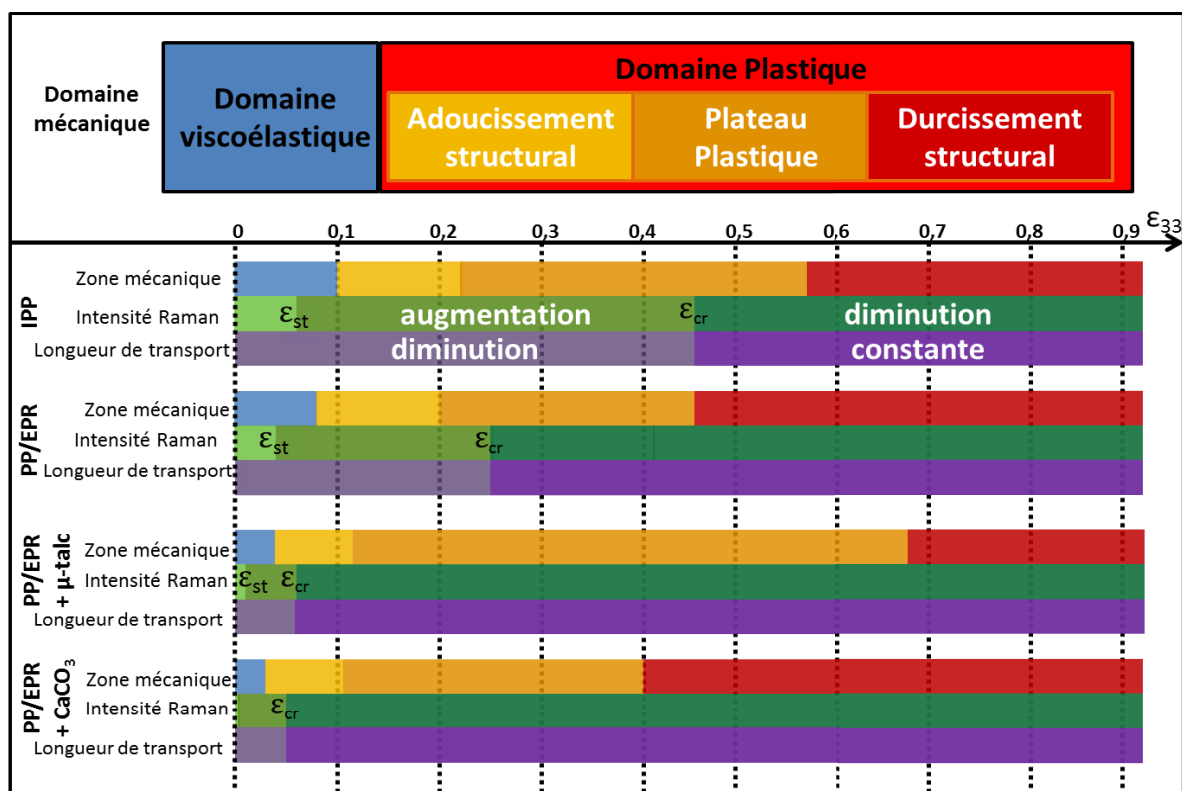 Domaine
mécanique
Domaine
viscoélastique
Domaine Plastique
Adoucissement
structural
Plateau
Plastique
Durcissement
structural
0 0,1 0,2 0,3 0,4 0,5 0,6 0,7 0,8 0,9 ε33
IPP
Zone mécanique
Intensité Raman εst augmentation εcr diminution
Longueur de transport diminution constante
PP/EPR
Zone mécanique
Intensité Raman εst εcr
Longueur de transport
PP/EPR
+ μ-talc
Zone mécanique
Intensité Raman εst εcr
Longueur de transport
PP/EPR
+ CaCO3
Zone mécanique
Intensité Raman εcr
Longueur de transport